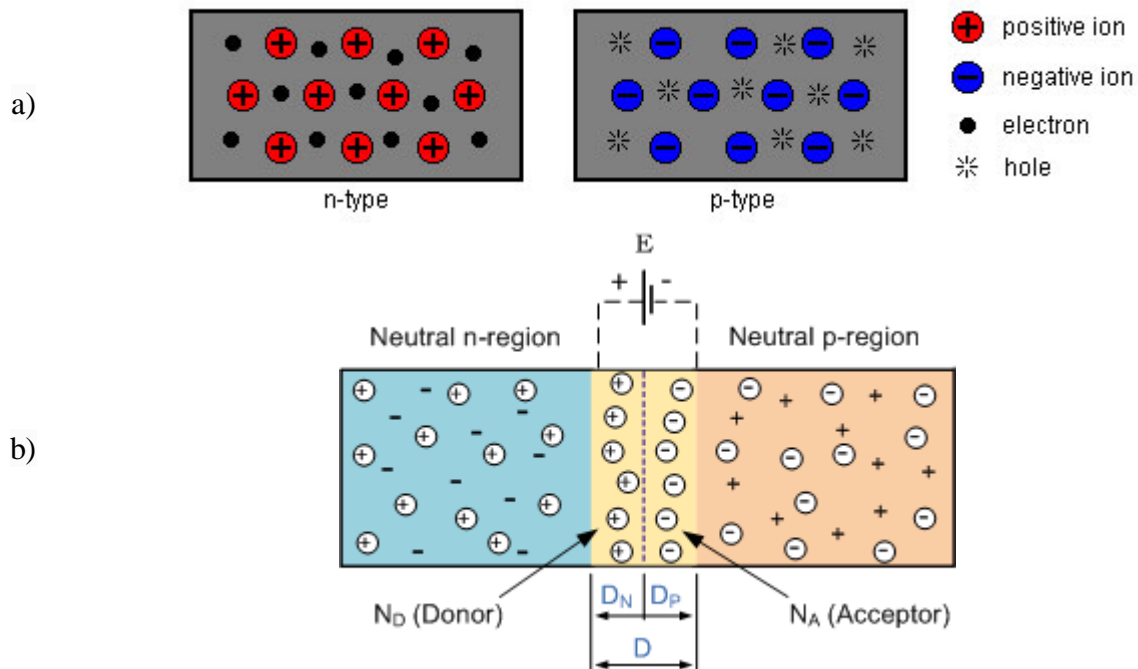 a)
n-type
p-type
positive ion
negative ion
electron
hole
E
+ -
Neutral n-region
Neutral p-region
b)
N_D (Donor)
D_N
D_P
N_A (Acceptor)
D